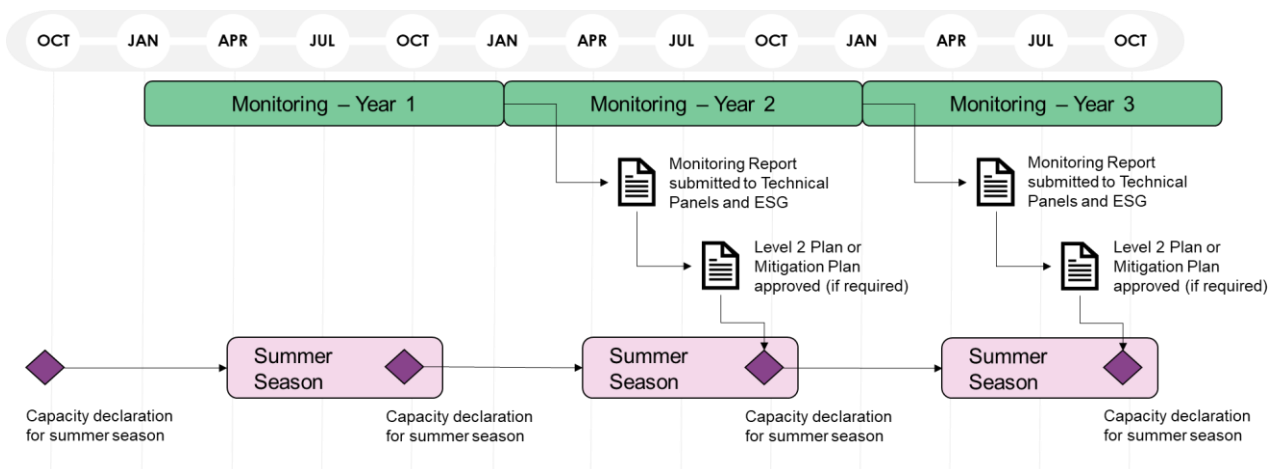 OCT JAN APR JUL OCT JAN APR JUL OCT JAN APR JUL OCT
Monitoring – Year 1
Monitoring – Year 2
Monitoring – Year 3
Monitoring Report
submitted to Technical
Panels and ESG
Monitoring Report
submitted to Technical
Panels and ESG
Level 2 Plan or
Mitigation Plan
approved (if required)
Level 2 Plan or
Mitigation Plan
approved (if required)
Summer
Season
Summer
Season
Summer
Season
Capacity declaration
for summer season
Capacity declaration
for summer season
Capacity declaration
for summer season
Capacity declaration
for summer season